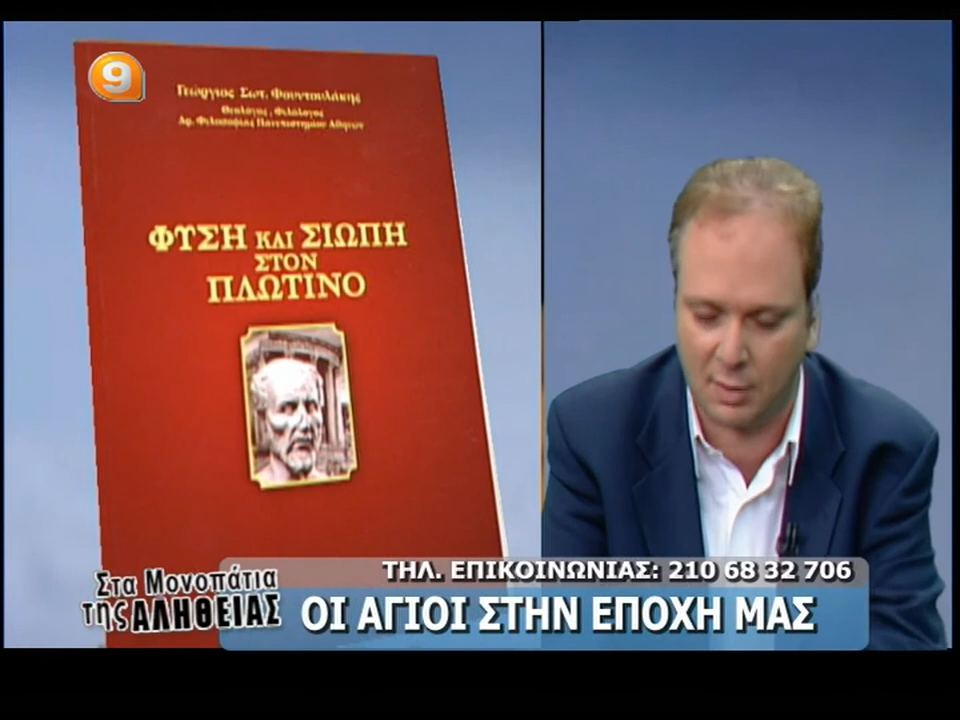 9
Γεώργιος Σωτ. Φουντουλάκης
Θεολόγος, Φιλόλογος
Δρ. Φιλοσοφίας Πανεπιστημίου Αθηνών
ΦΥΣΗ ΚΑΙ ΣΙΩΠΗ
ΣΤΟΝ
ΠΛΩΤΙΝΟ
ΤΗΛ. ΕΠΙΚΟΙΝΩΝΙΑΣ: 210 68 32 706
Στα Μονοπάτια
της ΑΛΗΘΕΙΑΣ
ΟΙ ΑΓΙΟΙ ΣΤΗΝ ΕΠΟΧΗ ΜΑΣ